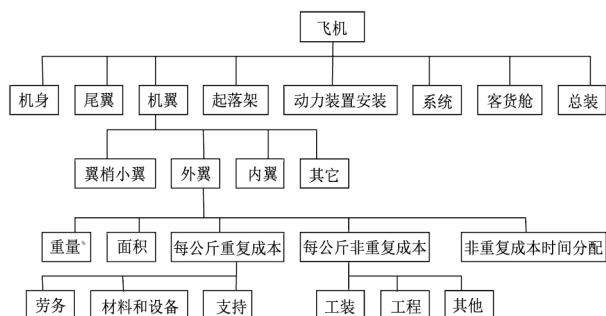 飞机
机身
尾翼
机翼
起落架
动力装置安装
系统
客货舱
总装
翼梢小翼
外翼
内翼
其它
重量
面积
每公斤重复成本
每公斤非重复成本
非重复成本时间分配
劳务
材料和设备
支持
工装
工程
其他